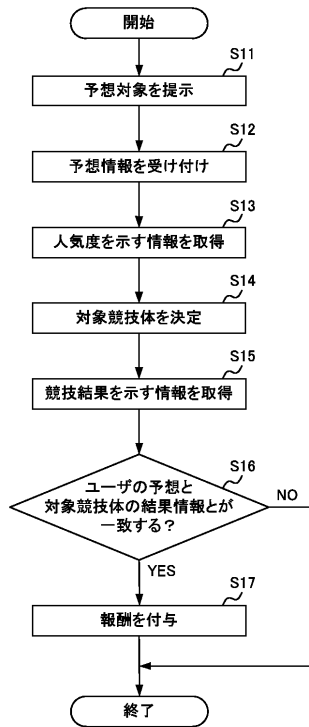 開始
S11
予想対象を提示
S12
予想情報を受け付け
S13
人気度を示す情報を取得
S14
対象競技体を決定
S15
競技結果を示す情報を取得
S16
ユーザの予想と
対象競技体の結果情報とが
一致する？
NO
YES
S17
報酬を付与
終了